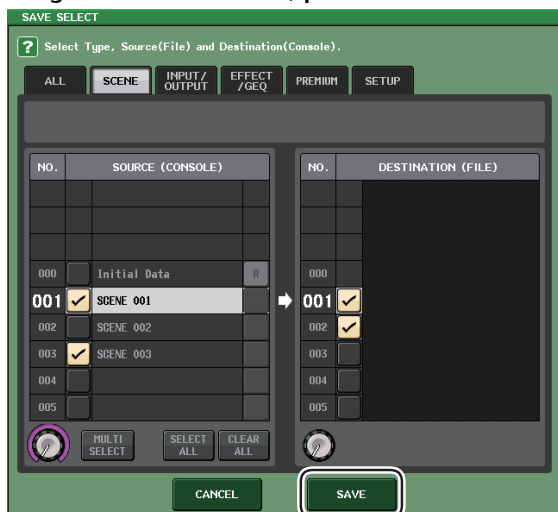 SAVE SELECT
? Select Type, Source(File) and Destination(Console).
ALL SCENE INPUT/OUTPUT EFFECT/GEQ PREMIUM SETUP
NO. SOURCE (CONSOLE) NO. DESTINATION (FILE)
000 Initial Data R 000
001 SCENE 001 001
002 SCENE 002 002
003 SCENE 003 003
004 004
005 005
MULTI SELECT SELECT ALL CLEAR ALL
CANCEL SAVE